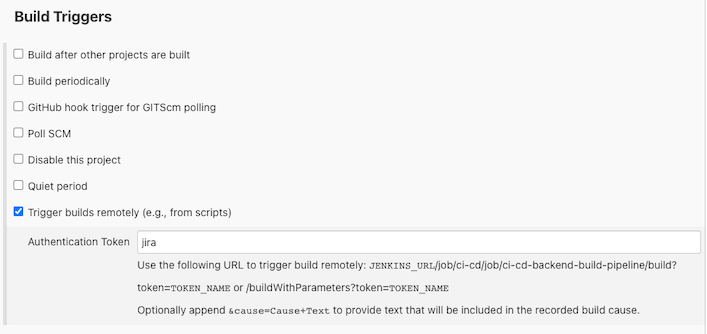 Build Triggers
Build after other projects are built
Build periodically
GitHub hook trigger for GITScm polling
Poll SCM
Disable this project
Quiet period
Trigger builds remotely (e.g., from scripts)
Authentication Token jira
Use the following URL to trigger build remotely: JENKINS_URL/job/ci-cd/job/ci-cd-backend-build-pipeline/build?
token=TOKEN_NAME or /buildWithParameters?token=TOKEN_NAME
Optionally append &cause=Cause+Text to provide text that will be included in the recorded build cause.